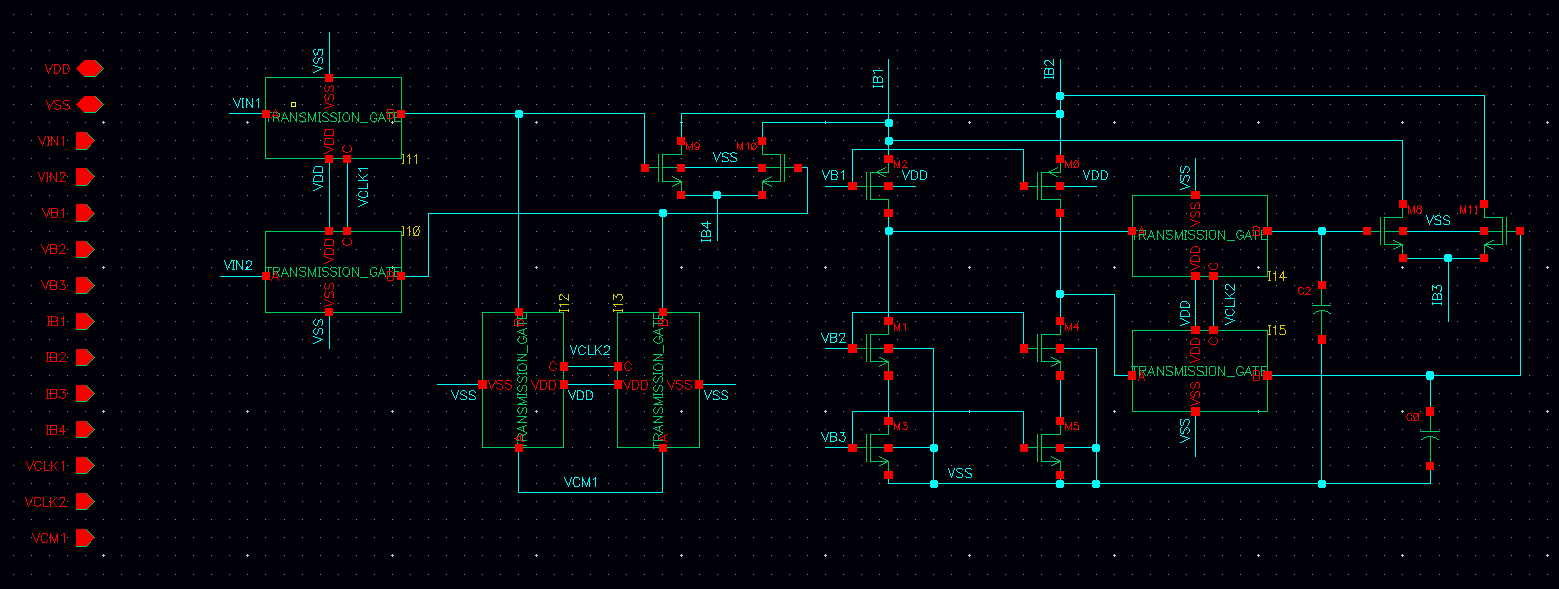 VDD
VSS
VIN1
VIN2
VB1
VB2
VB3
IB1
IB2
IB3
IB4
VCLK1
VCLK2
VCM1
VSS
VSS
VIN1
A
TRANSMISSION_GATE
B
VDD
C
I11
VDD
VCLK1
I10
VDD
C
VIN2
A
TRANSMISSION_GATE
B
VSS
VSS
I12
I13
B
B
TRANSMISSION_GATE
TRANSMISSION_GATE
VCLK2
C
C
VSS
VSS
VDD
VDD
VDD
VSS
VSS
A
A
VCM1
M9
M10
VSS
IB4
IB1
IB2
M2
M0
VB1
VDD
VDD
M1
M4
VB2
M3
M5
VB3
VSS
VSS
VSS
A
TRANSMISSION_GATE
B
VDD
C
I14
VDD
VCLK2
I15
VDD
C
A
TRANSMISSION_GATE
B
VSS
VSS
C2
C0
M11
VSS
IB3